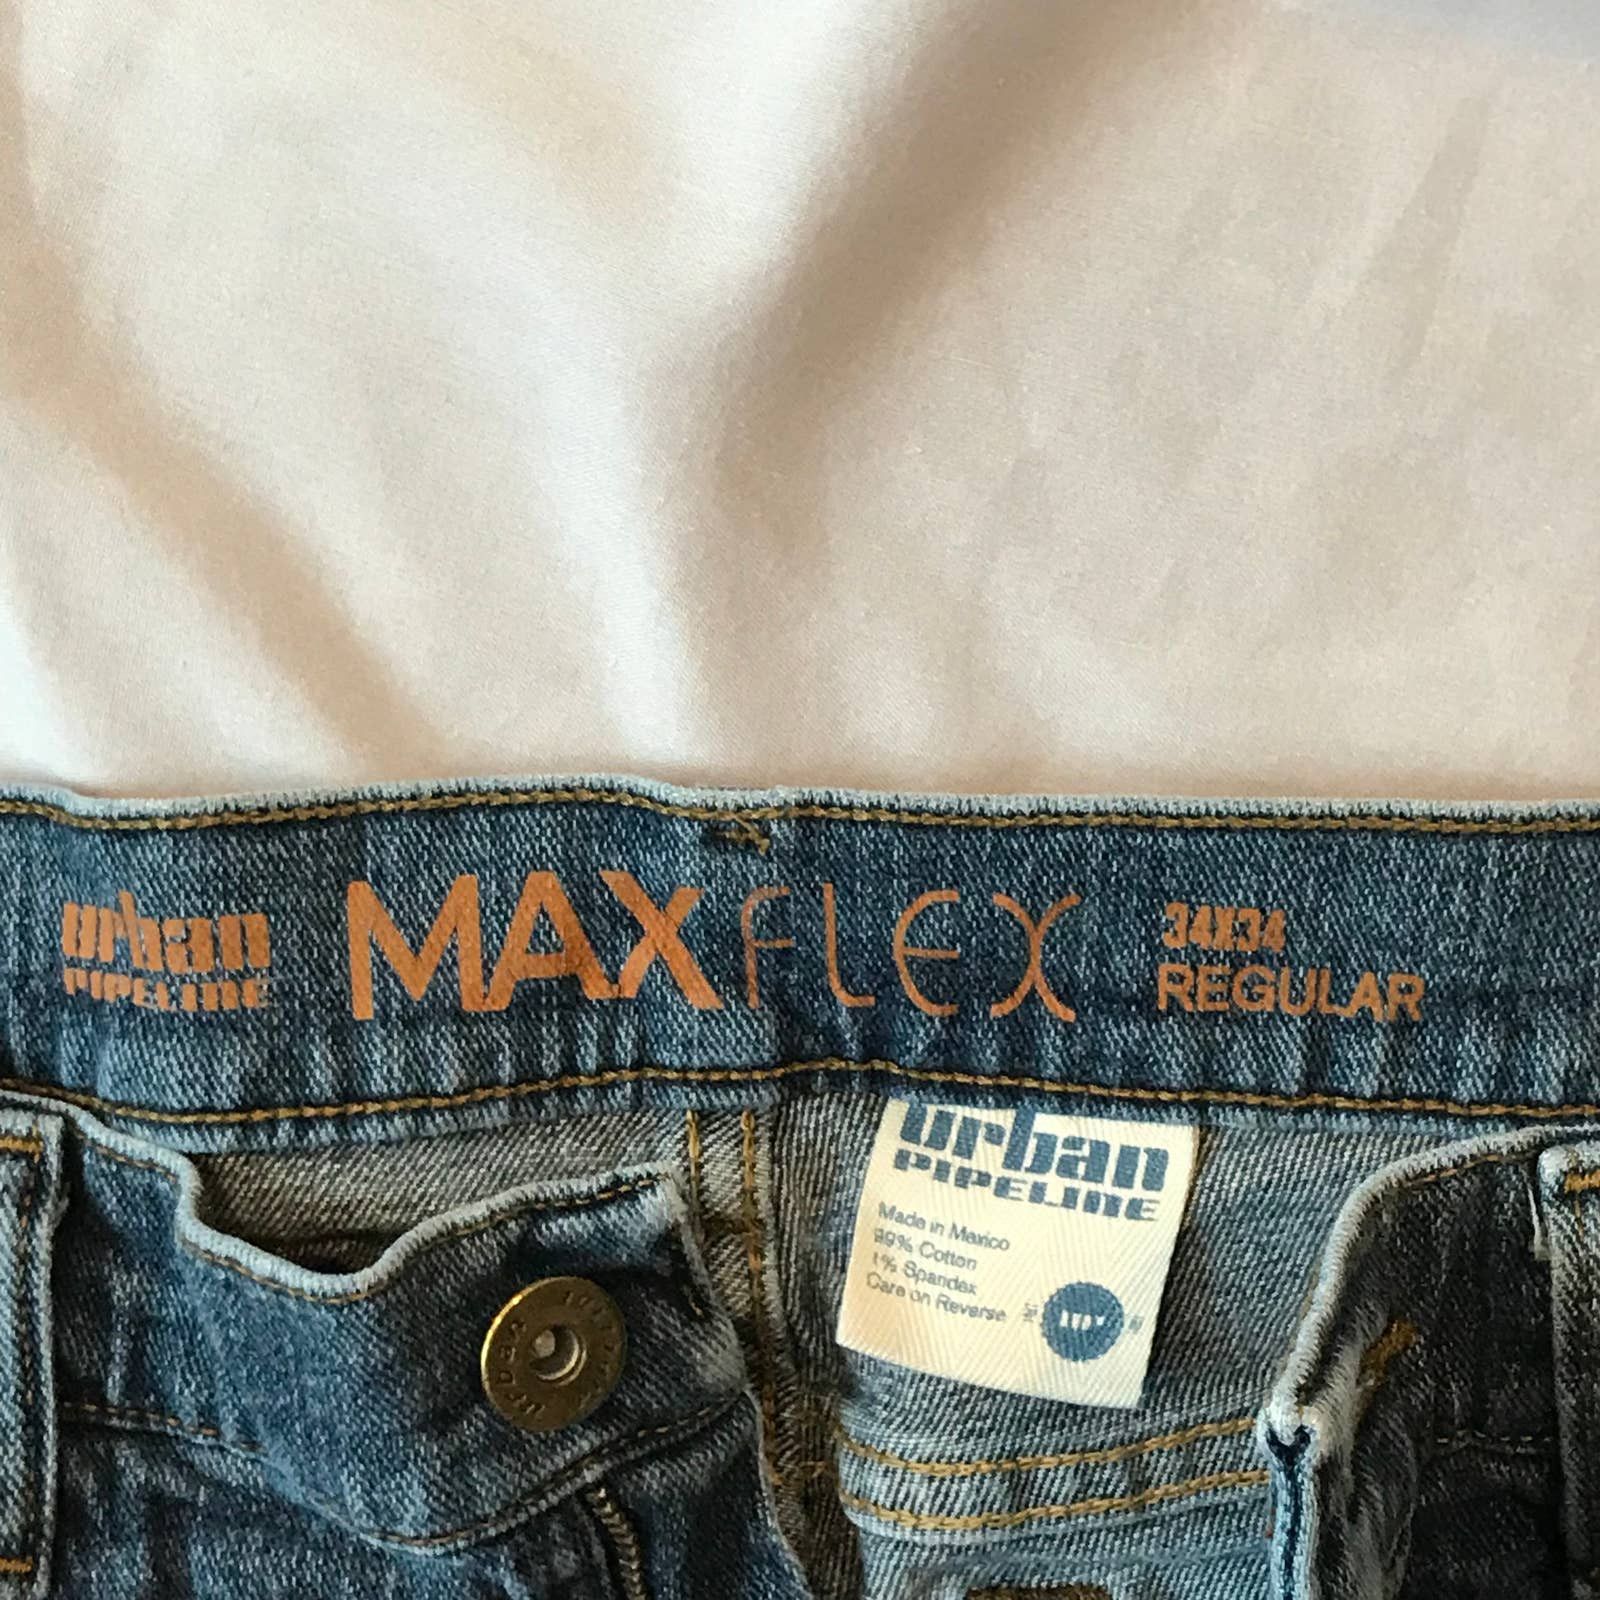 urban
PIPELINE
MAXFLEX
34X34
REGULAR
urban
PIPELINE
Made in Mexico
99% Cotton
1% Spandex
Care on Reverse